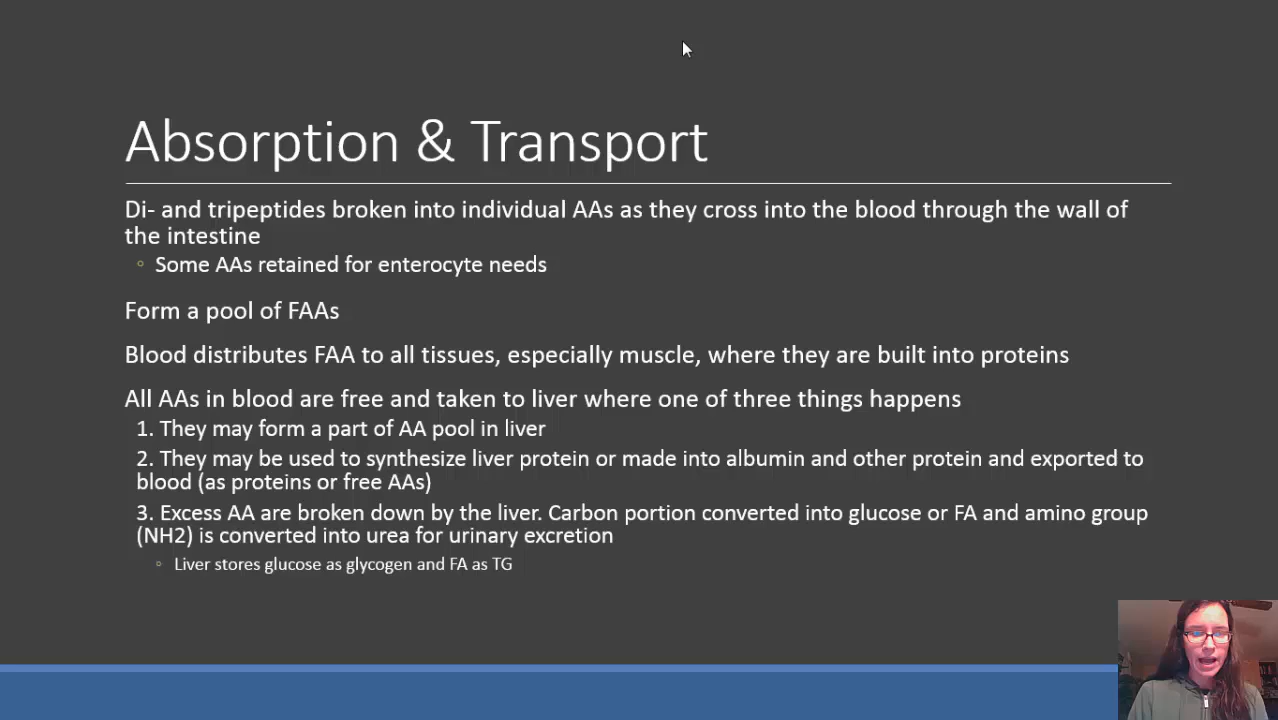 Absorption & Transport
Di- and tripeptides broken into individual AAs as they cross into the blood through the wall of
the intestine
◦ Some AAs retained for enterocyte needs
Form a pool of FAAs
Blood distributes FAA to all tissues, especially muscle, where they are built into proteins
All AAs in blood are free and taken to liver where one of three things happens
1. They may form a part of AA pool in liver
2. They may be used to synthesize liver protein or made into albumin and other protein and exported to
blood (as proteins or free AAs)
3. Excess AA are broken down by the liver. Carbon portion converted into glucose or FA and amino group
(NH2) is converted into urea for urinary excretion
◦ Liver stores glucose as glycogen and FA as TG